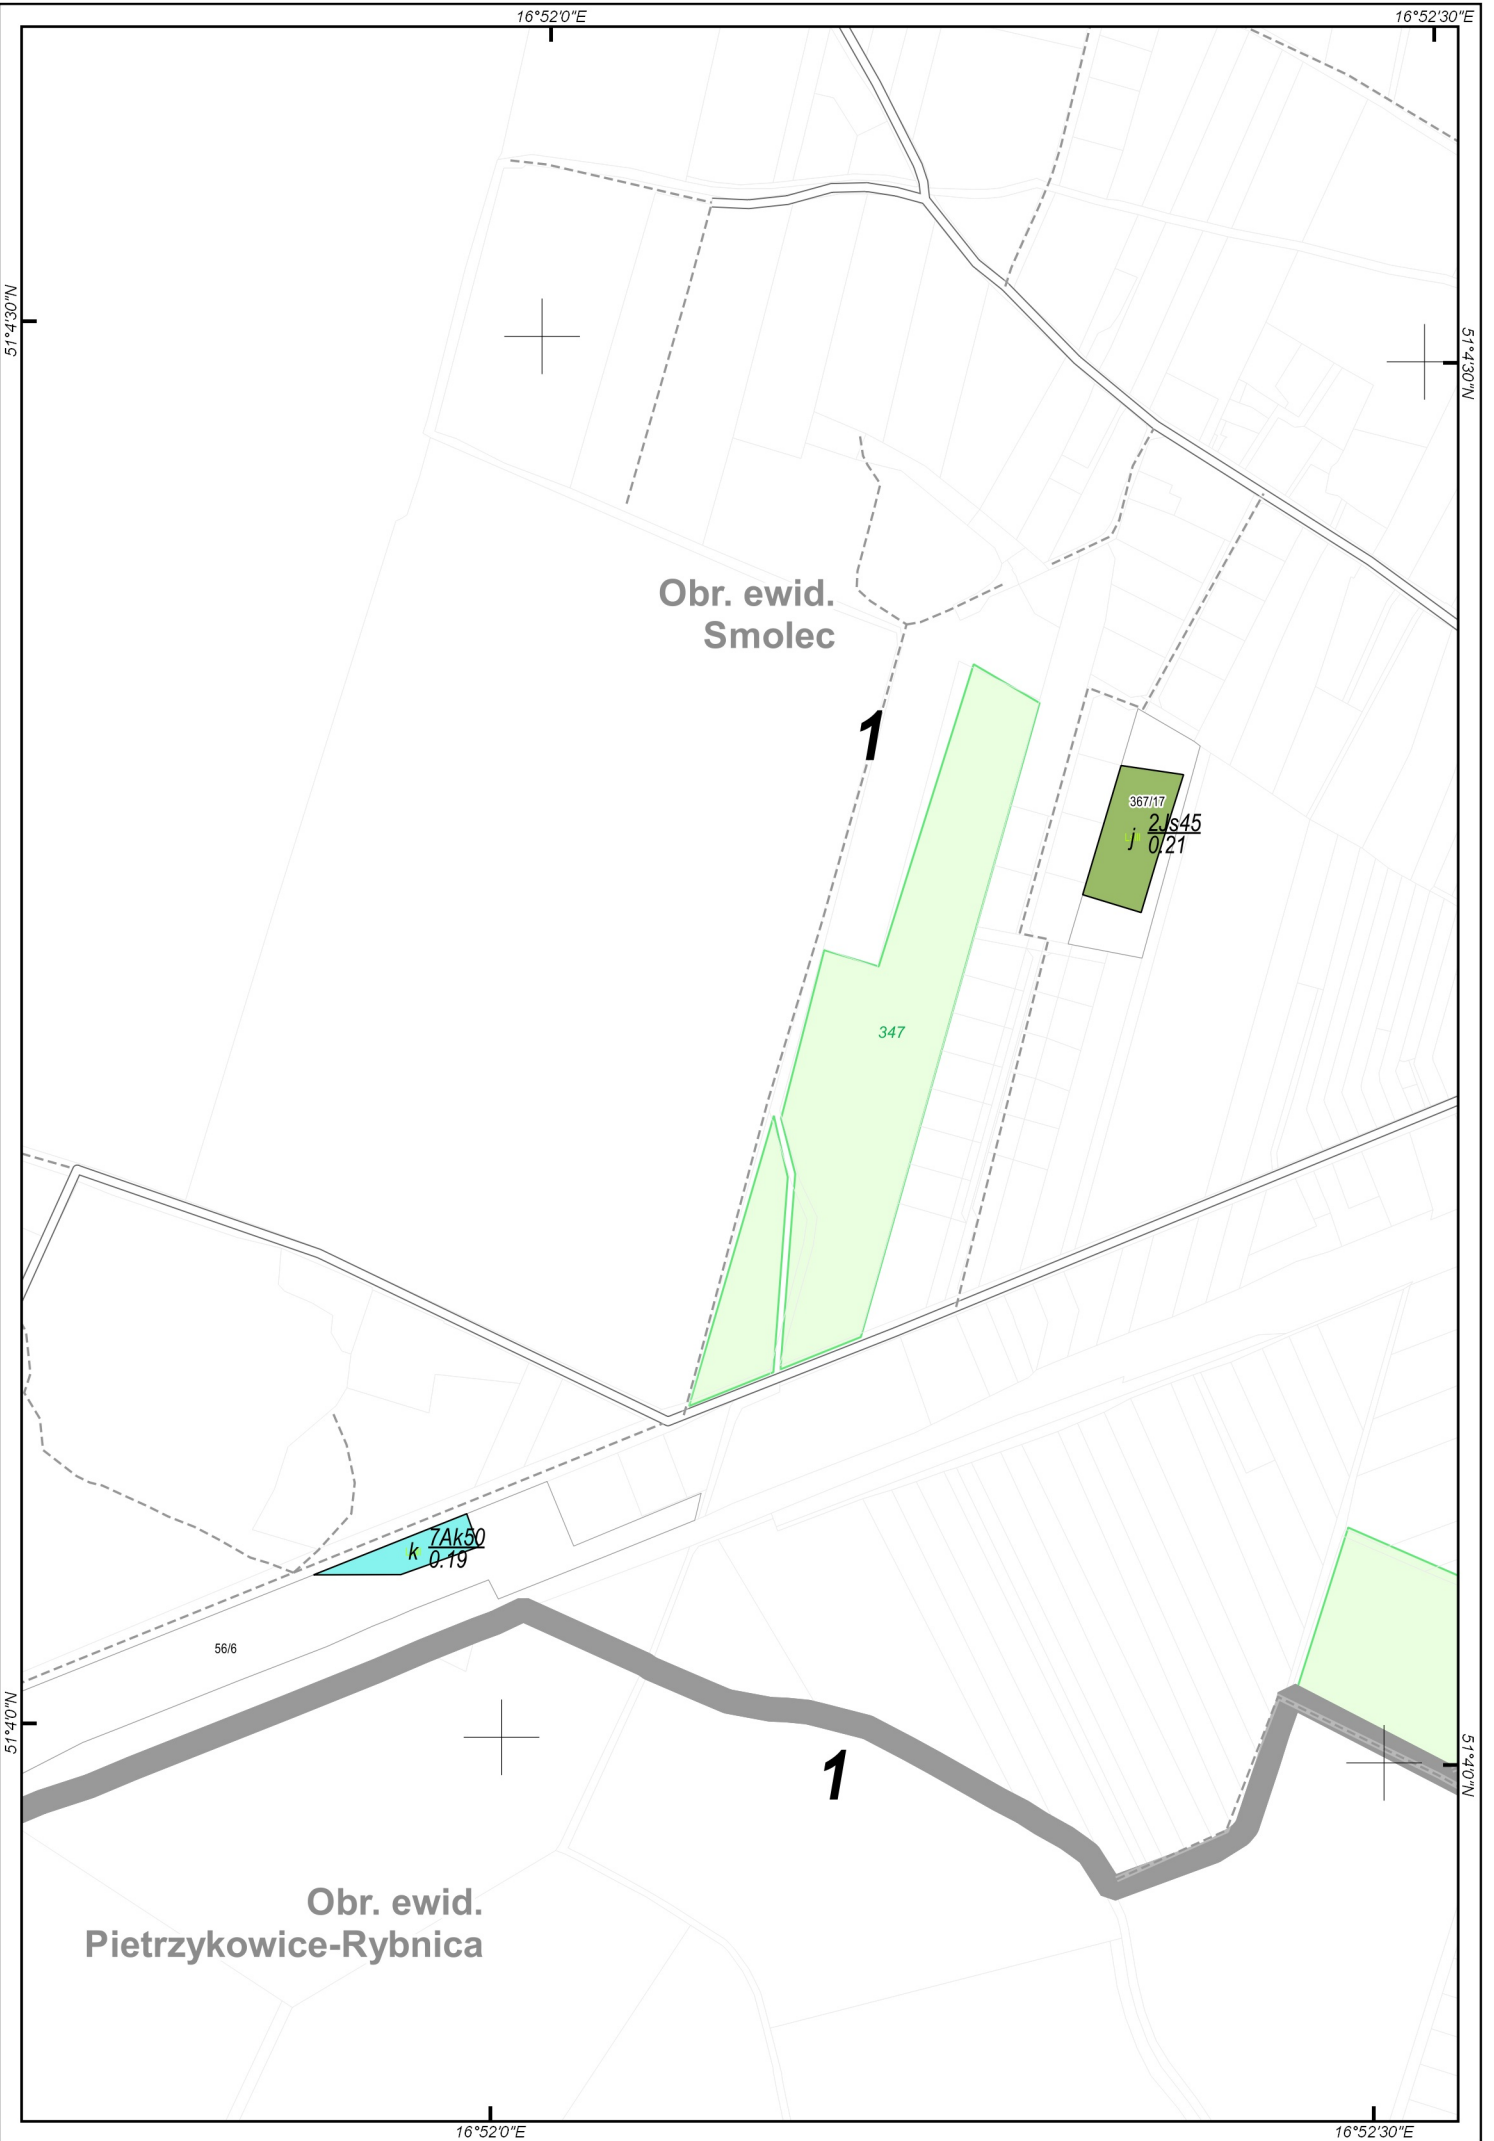 16°52'0"E
16°52'30"E
51°4'30"N
51°4'30"N
Obr. ewid.
Smolec
1
367/17
j 2Js45
0.21
347
k 7Ak50
0.19
56/6
51°4'0"N
51°4'0"N
1
Obr. ewid.
Pietrzykowice-Rybnica
16°52'0"E
16°52'30"E